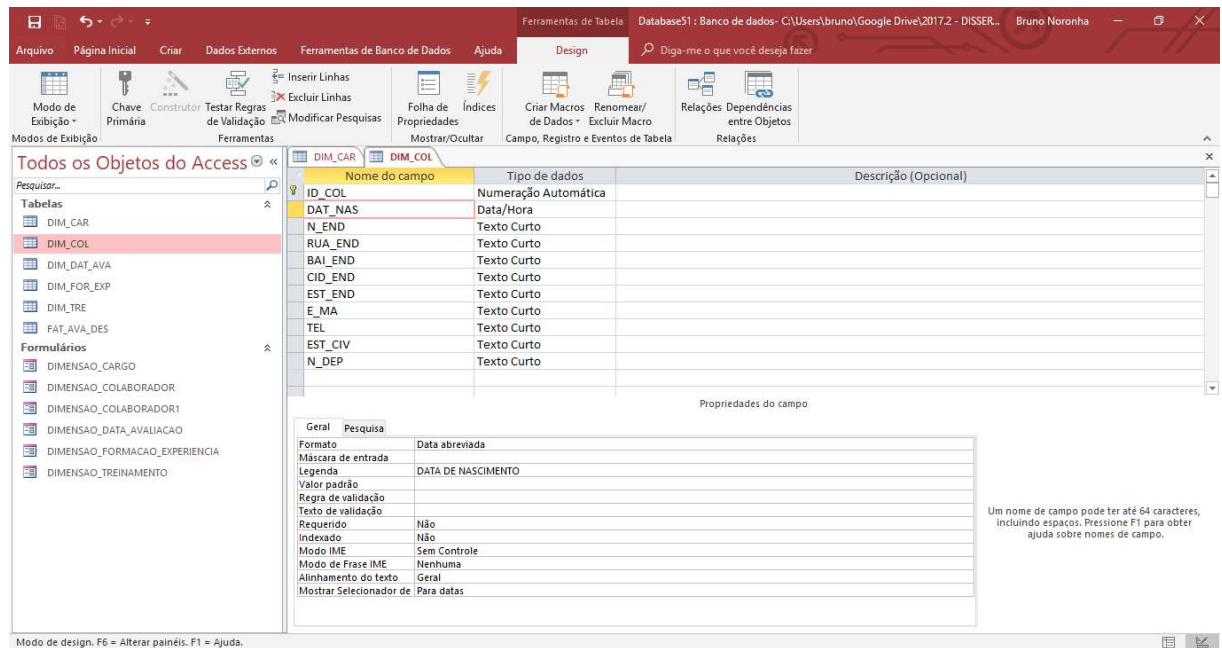 Ferramentas de Tabela Database51 : Banco de dados- C:\Users\bruno\Google Drive\2017.2 - DISSER... Bruno Noronha
Arquivo Página Inicial Criar Dados Externos Ferramentas de Banco de Dados Ajuda Design Diga-me o que você deseja fazer
Modo de Exibição
Chave Primária
Construtor
Testar Regras de Validação
Inserir Linhas
Excluir Linhas
Modificar Pesquisas
Folha de Propriedades
Índices
Criar Macros de Dados
Renomear/ Excluir Macro
Relações
Dependências entre Objetos
Modos de Exibição Ferramentas Mostrar/Ocultar Campo, Registro e Eventos de Tabela Relações
Todos os Objetos do Access
Pesquisar...
Tabelas
DIM_CAR
DIM_COL
DIM_DAT_AVA
DIM_FOR_EXP
DIM_TRE
FAT_AVA_DES
Formulários
DIMENSAO_CARGO
DIMENSAO_COLABORADOR
DIMENSAO_COLABORADOR1
DIMENSAO_DATA_AVALIACAO
DIMENSAO_FORMACAO_EXPERIENCIA
DIMENSAO_TREINAMENTO
DIM_CAR DIM_COL
Nome do campo Tipo de dados Descrição (Opcional)
ID_COL Numeração Automática
DAT_NAS Data/Hora
N_END Texto Curto
RUA_END Texto Curto
BAI_END Texto Curto
CID_END Texto Curto
EST_END Texto Curto
E_MA Texto Curto
TEL Texto Curto
EST_CIV Texto Curto
N_DEP Texto Curto
Propriedades do campo
Geral Pesquisa
Formato Data abreviada
Máscara de entrada
Legenda DATA DE NASCIMENTO
Valor padrão
Regra de validação
Texto de validação
Requerido Não
Indexado Não
Modo IME Sem Controle
Modo de Frase IME Nenhuma
Alinhamento do texto Geral
Mostrar Selecionador de Para datas
Um nome de campo pode ter até 64 caracteres,
incluindo espaços. Pressione F1 para obter
ajuda sobre nomes de campo.
Modo de design. F6 = Alterar painéis. F1 = Ajuda.